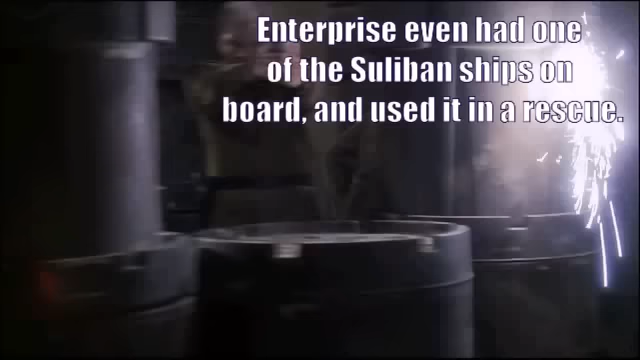 Enterprise even had one
of the Suliban ships on
board, and used it in a rescue.